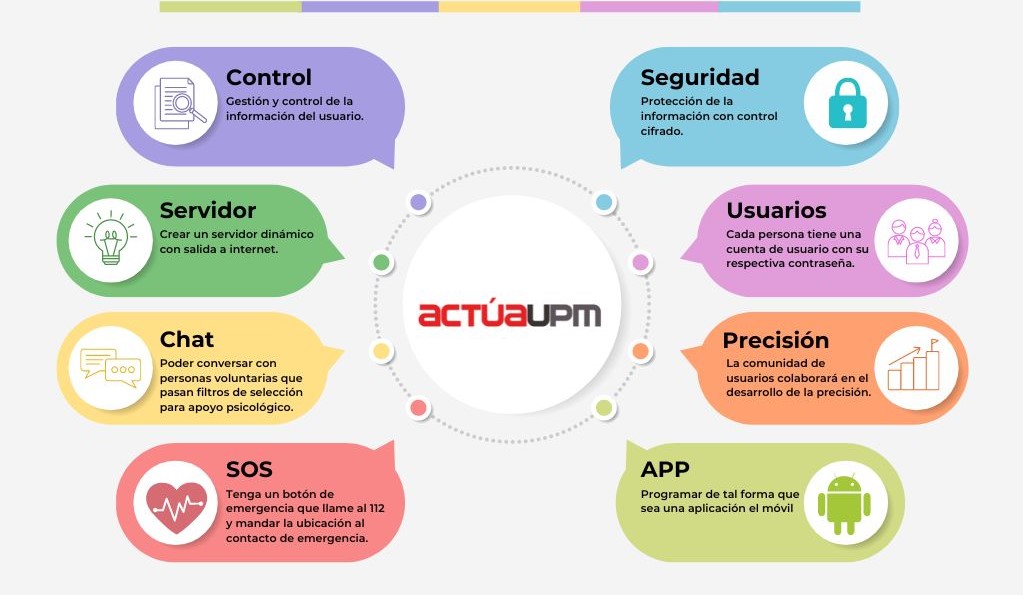 Control
Gestión y control de la
información del usuario.
Seguridad
Protección de la
información con control
cifrado.
Servidor
Crear un servidor dinámico
con salida a internet.
Usuarios
Cada persona tiene una
cuenta de usuario con su
respectiva contraseña.
actúaupm
Chat
Poder conversar con
personas voluntarias que
pasan filtros de selección
para apoyo psicológico.
Precisión
La comunidad de
usuarios colaborará en el
desarrollo de la precisión.
SOS
Tenga un botón de
emergencia que llame al 112
y mandar la ubicación al
contacto de emergencia.
APP
Programar de tal forma que
sea una aplicación el móvil